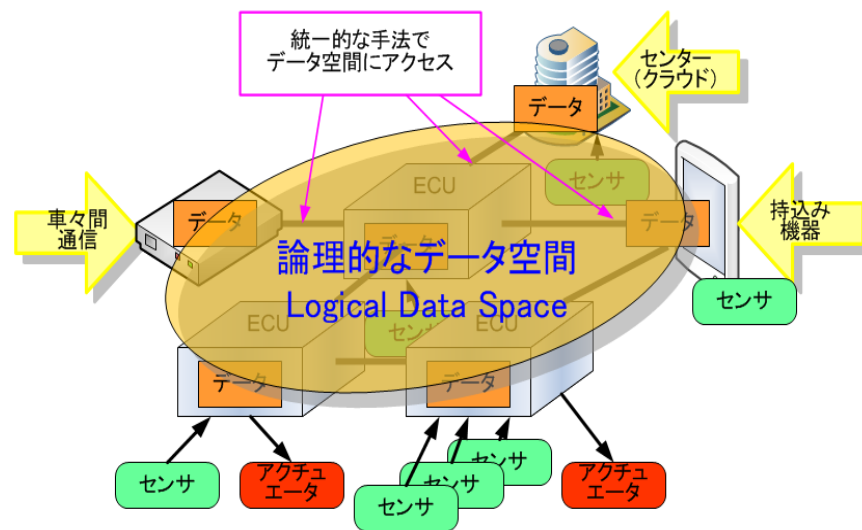 統一的な手法で
データ空間にアクセス
センター
(クラウド)
データ
センサ
ECU
車々間
通信
データ
データ
データ
持込み
機器
論理的なデータ空間
Logical Data Space
センサ
ECU
センサ
ECU
データ
データ
センサ
アクチュ
エータ
センサ
センサ
センサ
アクチュ
エータ